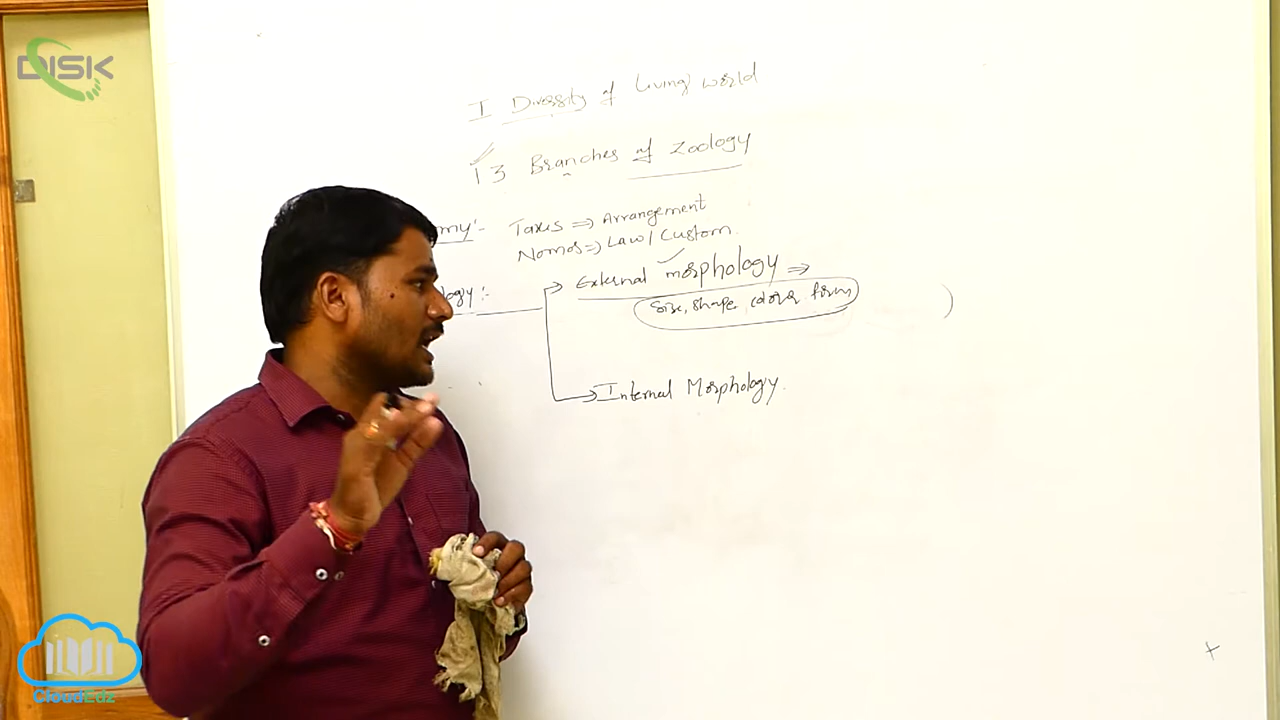 DISK
I Diversity of Living world
1 3 Branches of Zoology
my:- Taxis => Arrangement
Nomos => Law / Custom
logy :-
External morphology =>
Size, shape, colour, form
Internal Morphology.
CloudEdz